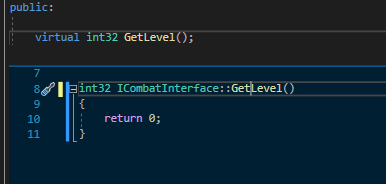 public:
virtual int32 GetLevel();
7
8 int32 ICombatInterface::GetLevel()
9 {
10 return 0;
11 }